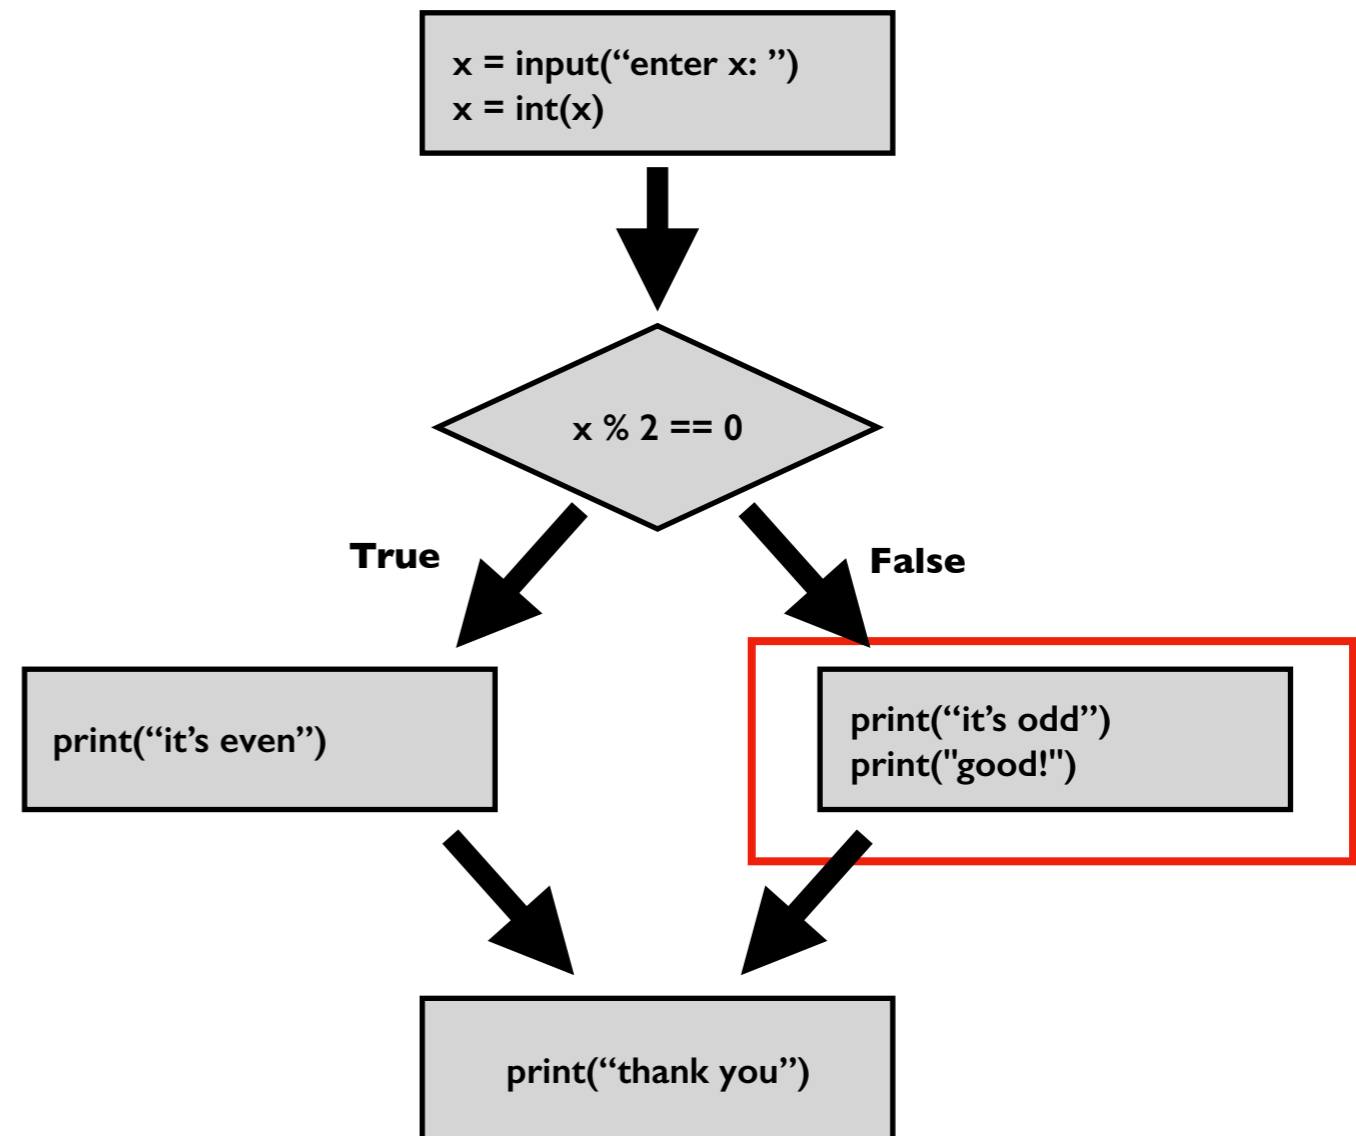 x = input(“enter x: ”)
x = int(x)
x % 2 == 0
True
False
print(“it’s even”)
print(“it’s odd”)
print("good!")
print(“thank you”)